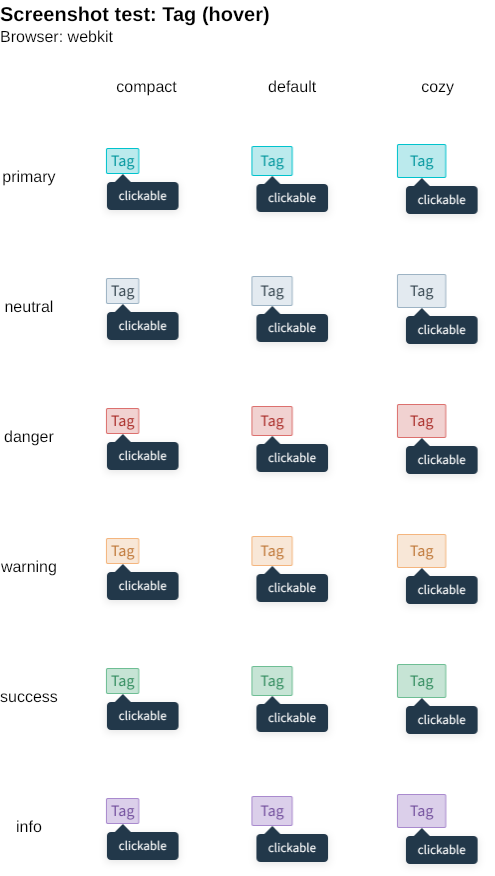 Screenshot test: Tag (hover)
Browser: webkit
compact default cozy
primary Tag Tag Tag
clickable clickable clickable
neutral Tag Tag Tag
clickable clickable clickable
danger Tag Tag Tag
clickable clickable clickable
warning Tag Tag Tag
clickable clickable clickable
success Tag Tag Tag
clickable clickable clickable
info Tag Tag Tag
clickable clickable clickable